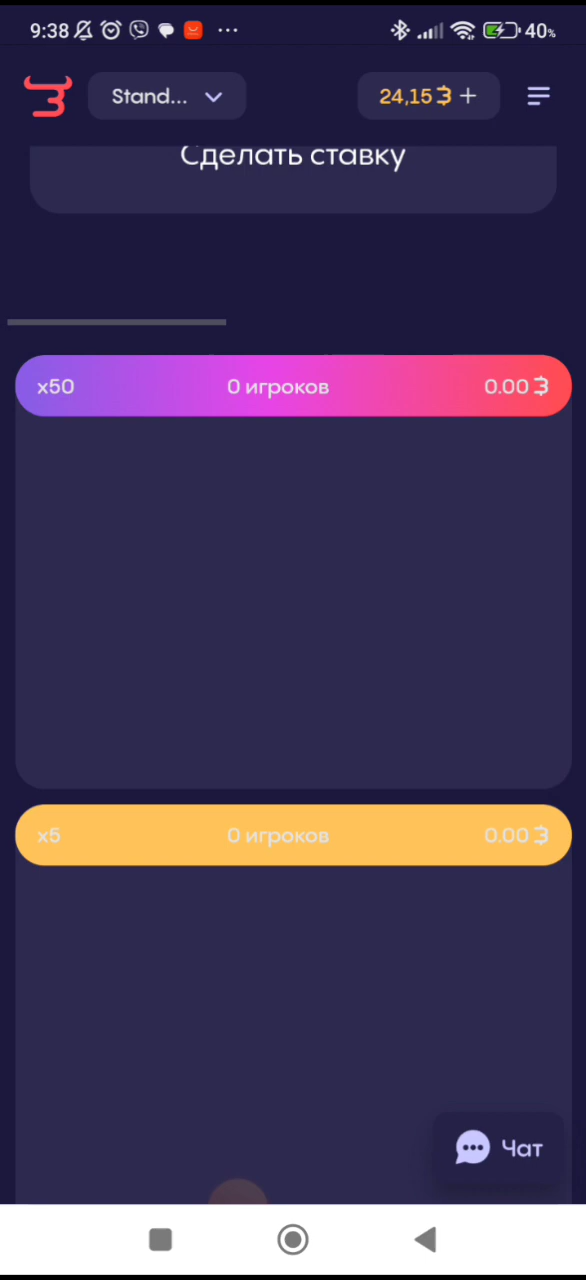 9:38 40%
Stand... 24,15 +
Сделать ставку
x50 0 игроков 0.00
x5 0 игроков 0.00
Чат